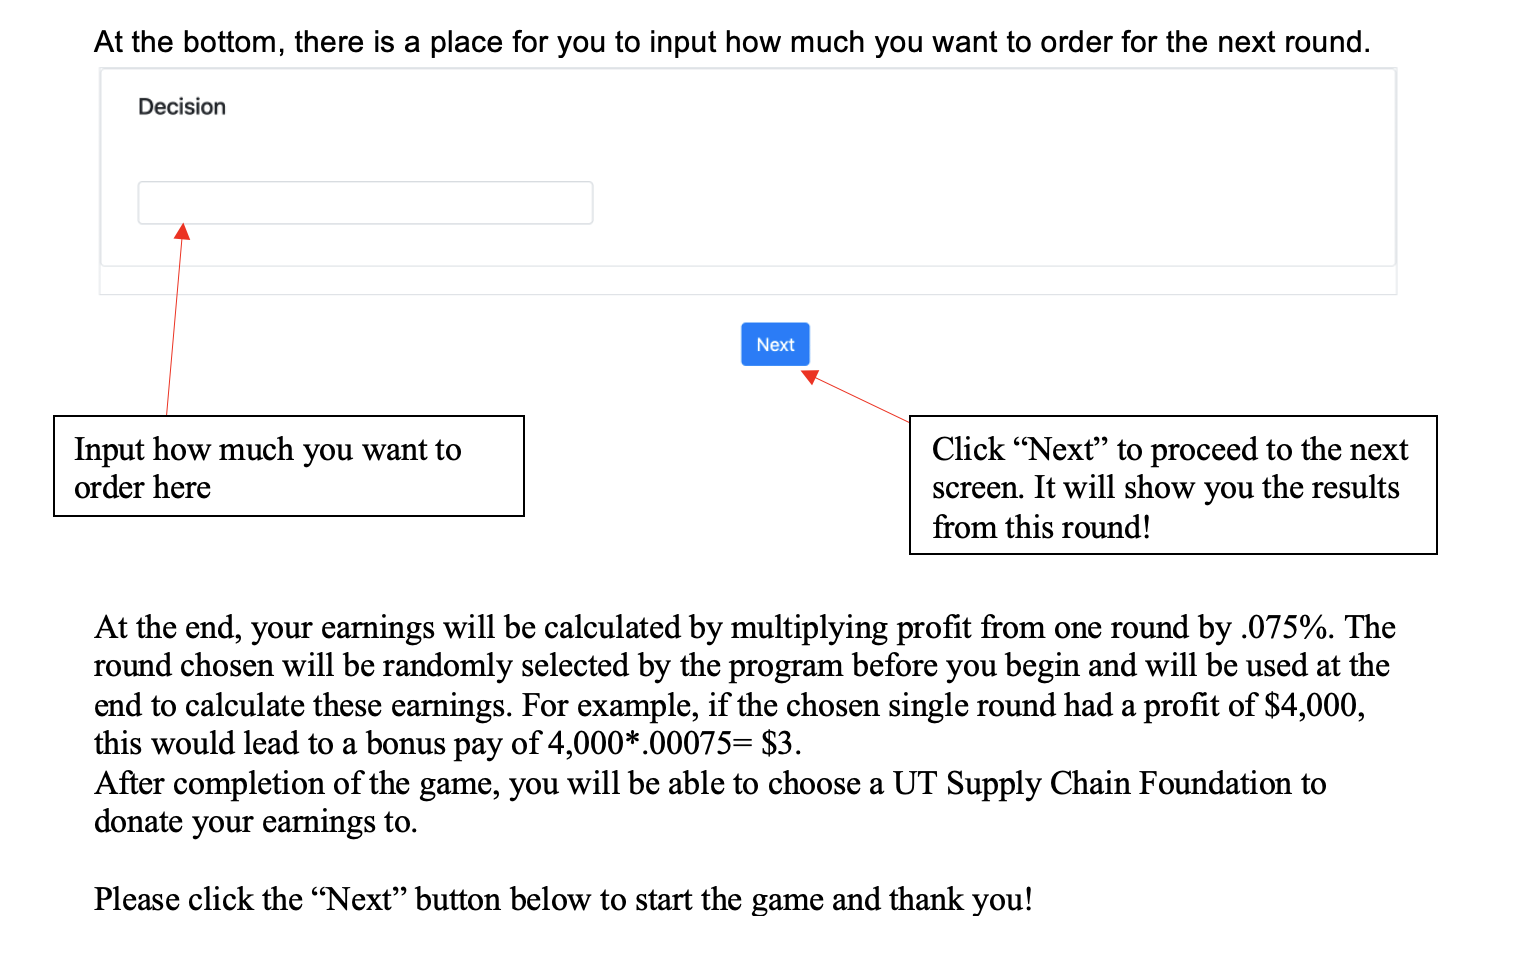 At the bottom, there is a place for you to input how much you want to order for the next round.
Decision
Next
Input how much you want to
order here
Click “Next” to proceed to the next
screen. It will show you the results
from this round!
At the end, your earnings will be calculated by multiplying profit from one round by .075%. The
round chosen will be randomly selected by the program before you begin and will be used at the
end to calculate these earnings. For example, if the chosen single round had a profit of $4,000,
this would lead to a bonus pay of 4,000*.00075= $3.
After completion of the game, you will be able to choose a UT Supply Chain Foundation to
donate your earnings to.
Please click the “Next” button below to start the game and thank you!